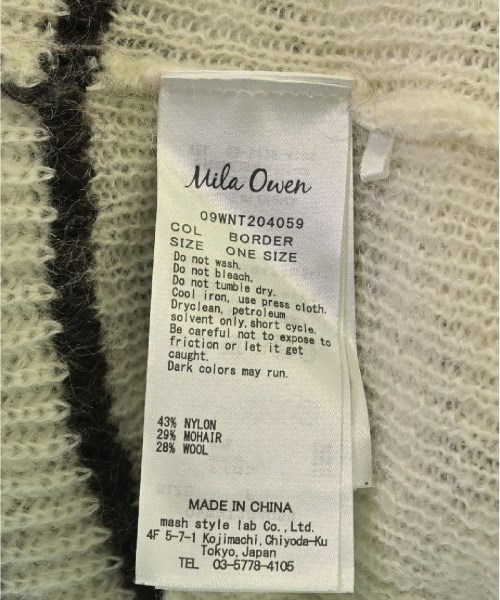 Mila Owen
09WNT204059
COL BORDER
SIZE ONE SIZE
Do not wash.
Do not bleach.
Do not tumble dry.
Cool iron, use press cloth.
Dryclean, petroleum
solvent only, short cycle.
Be careful not to expose to
friction or let it get
caught.
Dark colors may run.
43% NYLON
29% MOHAIR
28% WOOL
MADE IN CHINA
mash style lab Co.,Ltd.
4F 5-7-1 Kojimachi,Chiyoda-Ku
Tokyo,Japan
TEL 03-5778-4105